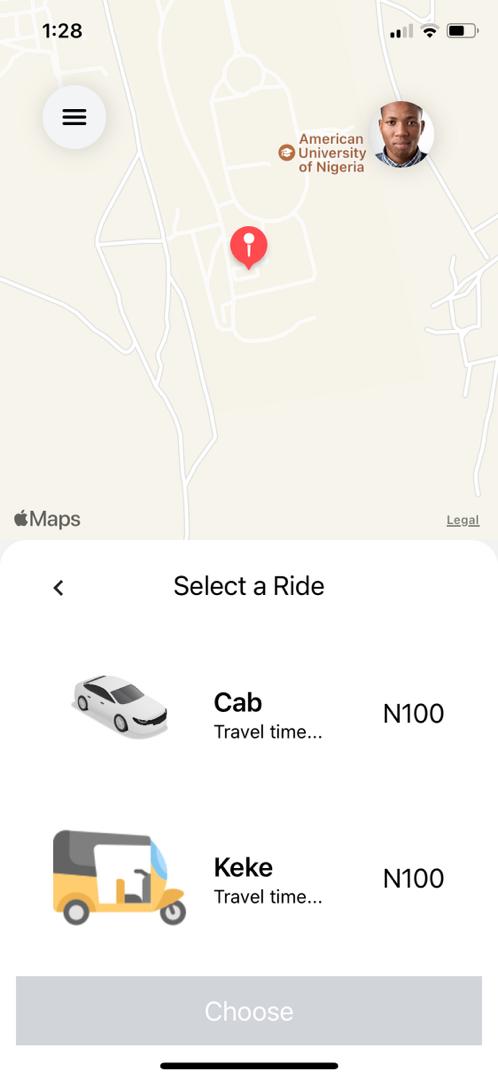 1:28
American
University
of Nigeria
Maps
Legal
Select a Ride
Cab
N100
Travel time...
Keke
N100
Travel time...
Choose